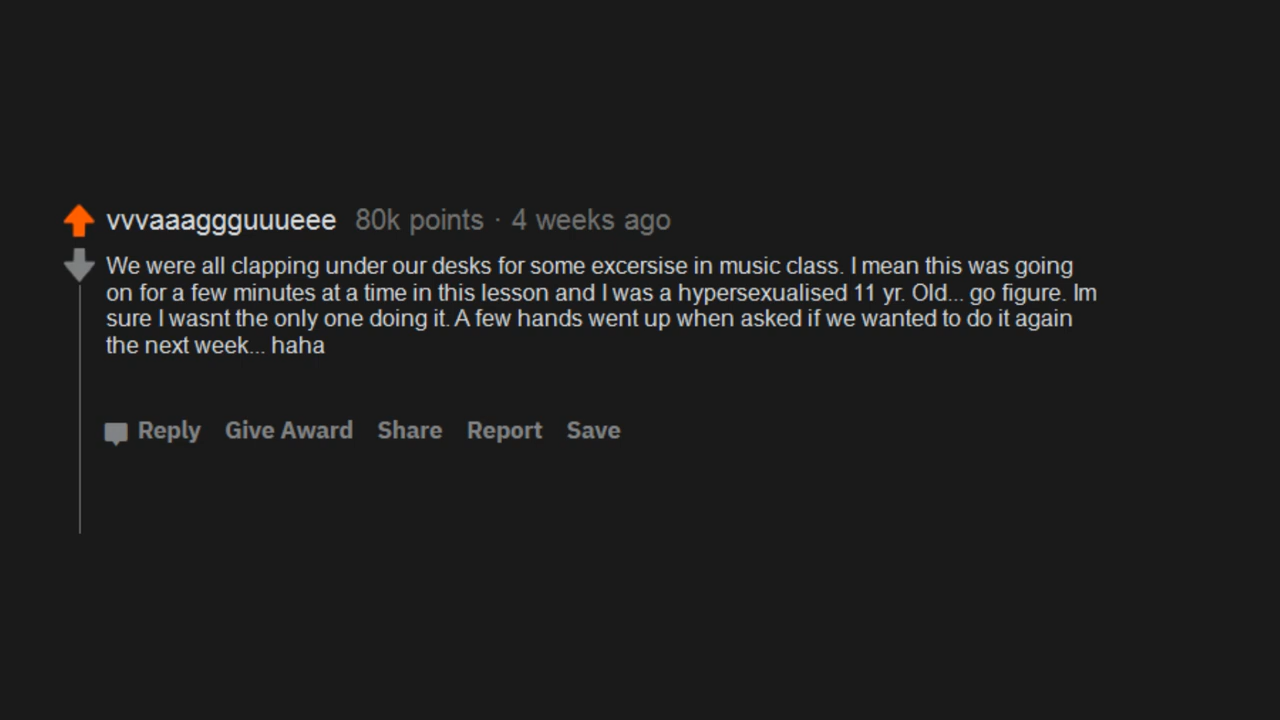 vvvaaaggguuueee 80k points · 4 weeks ago
We were all clapping under our desks for some excersise in music class. I mean this was going
on for a few minutes at a time in this lesson and I was a hypersexualised 11 yr. Old... go figure. Im
sure I wasnt the only one doing it. A few hands went up when asked if we wanted to do it again
the next week... haha
Reply Give Award Share Report Save